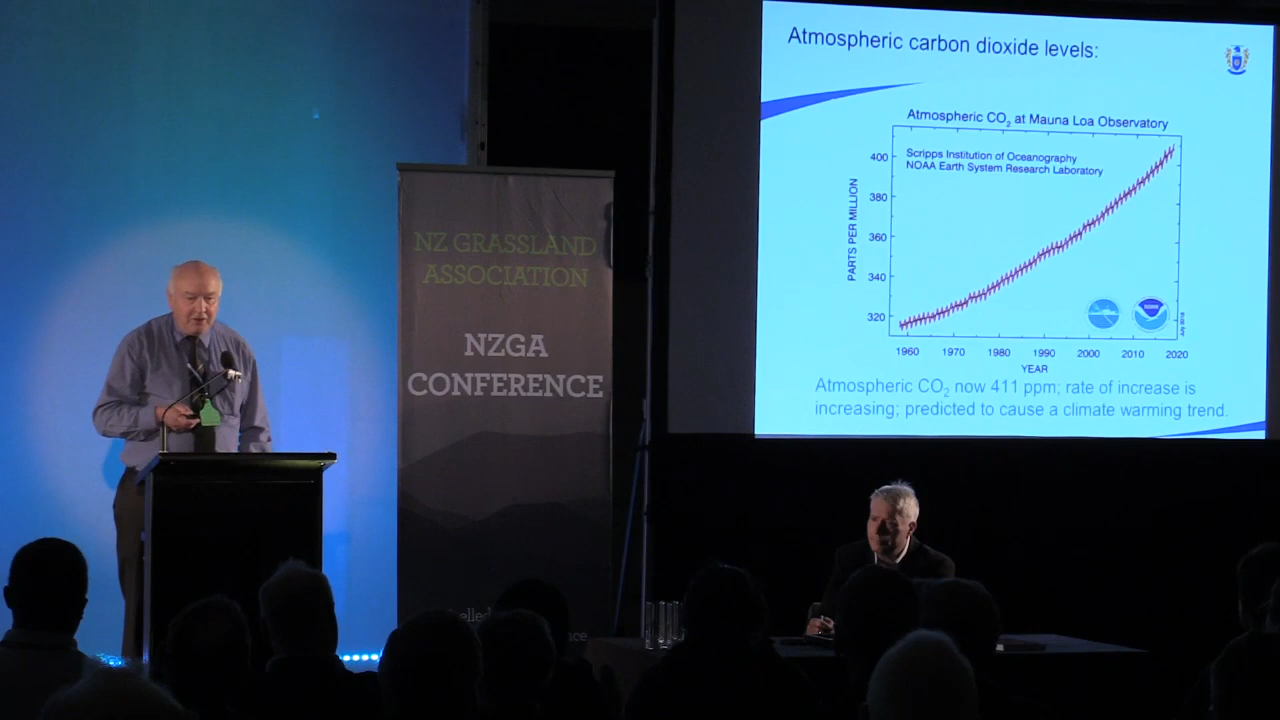 NZ GRASSLAND
ASSOCIATION
NZGA
CONFERENCE
Atmospheric carbon dioxide levels:
Atmospheric CO₂ at Mauna Loa Observatory
Scripps Institution of Oceanography
NOAA Earth System Research Laboratory
PARTS PER MILLION
400
380
360
340
320
1960 1970 1980 1990 2000 2010 2020
YEAR
Atmospheric CO₂ now 411 ppm; rate of increase is
increasing; predicted to cause a climate warming trend.